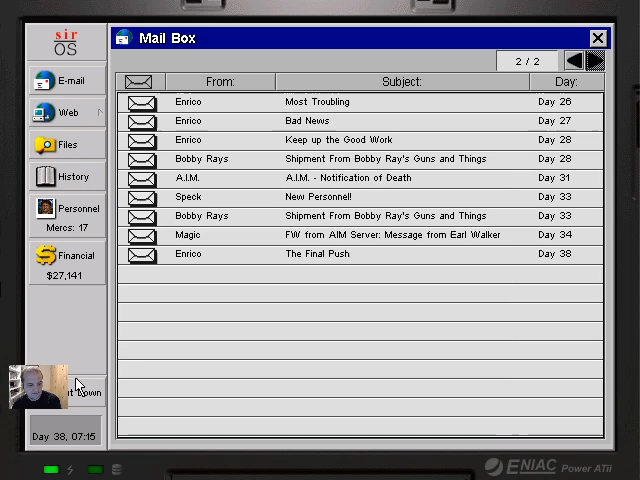 sir
OS
E-mail
Web
Files
History
Personnel
Mercs: 17
Financial
$27,141
t Down
Day 38, 07:15
Mail Box
2 / 2
From: Subject: Day:
Enrico Most Troubling Day 26
Enrico Bad News Day 27
Enrico Keep up the Good Work Day 28
Bobby Rays Shipment From Bobby Ray's Guns and Things Day 28
A.I.M. A.I.M. - Notification of Death Day 31
Speck New Personnel! Day 33
Bobby Rays Shipment From Bobby Ray's Guns and Things Day 33
Magic FW from AIM Server: Message from Earl Walker Day 34
Enrico The Final Push Day 38
ENIAC Power ATii